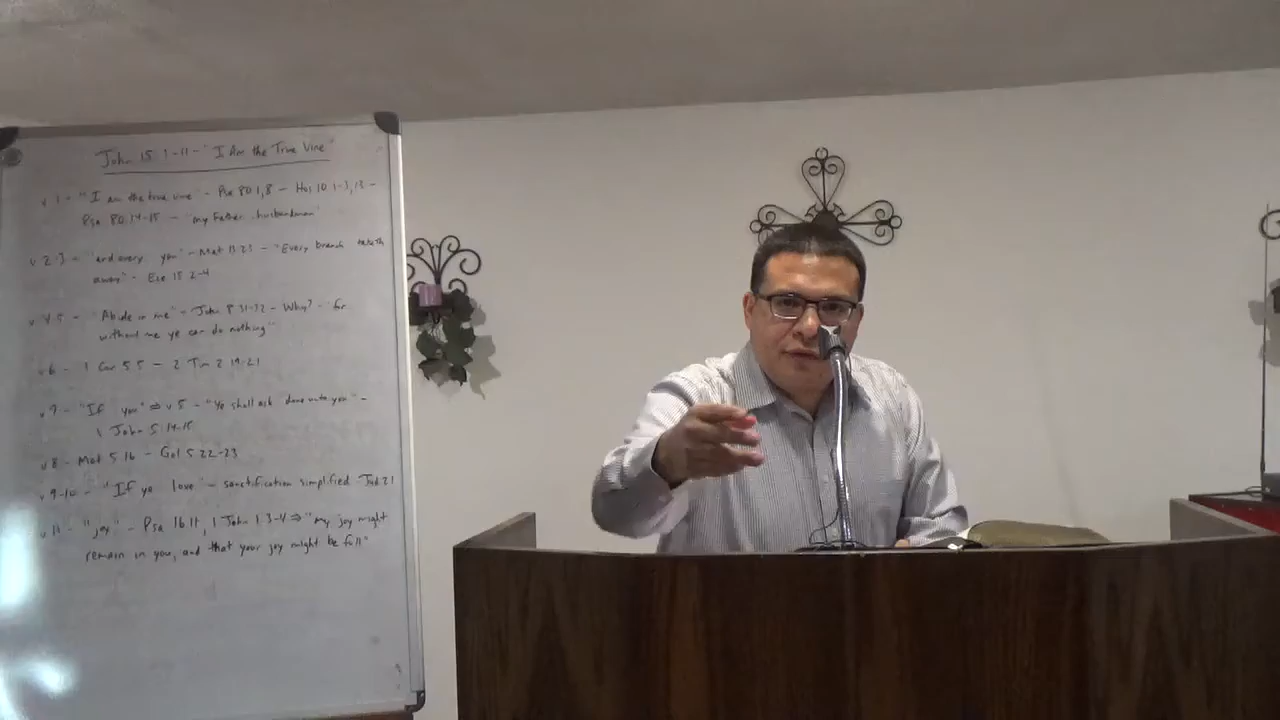 John 15 1-11 - "I Am the True Vine"
v 1 - "I am the true vine" - Psa 80 1,8 - Hos 10 1-3,13 -
Psa 80.14-15 - "my Father husbandman"
v 2-3 - "and every you" - Mat 13 21 - "Every branch taketh
away" - Eze 15 2-4
v 4-5 - "Abide in me" - John 8 31-32 - Why? - "for
without me ye can do nothing"
v 6 - 1 Cor 5 5 - 2 Tim 2 19-21
v 7 - "If you" ⇒ v 5 - "Ye shall ask done unto you" -
1 John 5:14-15
v 8 - Mat 5 16 - Gal 5 22-23
v 9-10 - "If ye love" - sanctification simplified - Jud 21
v 11 - "joy" - Psa 16 11, 1 John 1 3-4 ⇒ "my joy might
remain in you, and that your joy might be full"